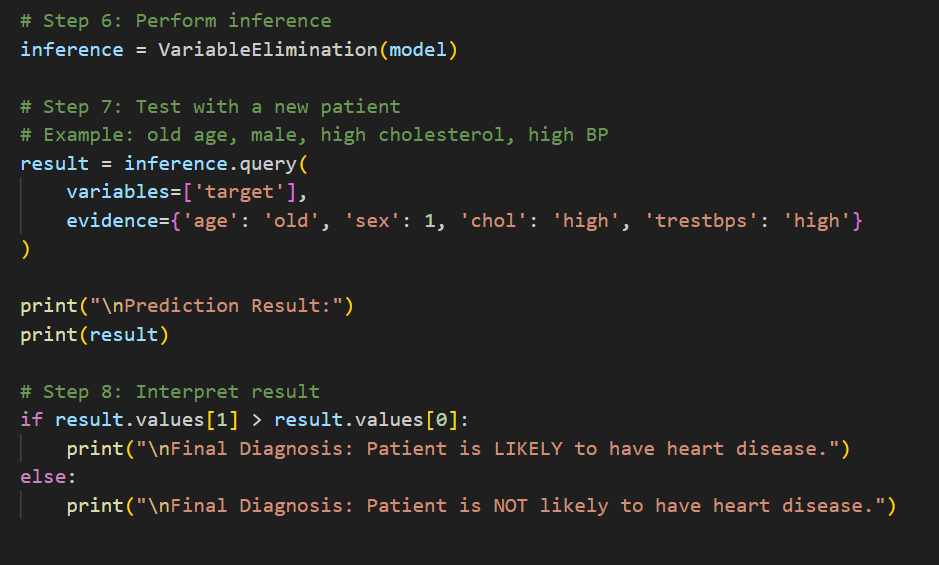 # Step 6: Perform inference
inference = VariableElimination(model)
# Step 7: Test with a new patient
# Example: old age, male, high cholesterol, high BP
result = inference.query(
    variables=['target'],
    evidence={'age': 'old', 'sex': 1, 'chol': 'high', 'trestbps': 'high'}
)
print("\nPrediction Result:")
print(result)
# Step 8: Interpret result
if result.values[1] > result.values[0]:
    print("\nFinal Diagnosis: Patient is LIKELY to have heart disease.")
else:
    print("\nFinal Diagnosis: Patient is NOT likely to have heart disease.")